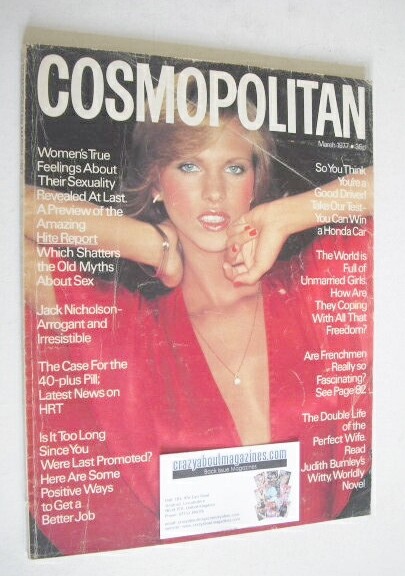 COSMOPOLITAN
March 1977 • 35p
Women's True
Feelings About
Their Sexuality
Revealed At Last.
A Preview of the
Amazing
Hite Report
Which Shatters
the Old Myths
About Sex
Jack Nicholson-
Arrogant and
Irresistible
The Case For the
40-plus Pill;
Latest News on
HRT
Is It Too Long
Since You
Were Last Promoted?
Here Are Some
Positive Ways
to Get a
Better Job
So You Think
You're a
Good Driver!
Take Our Test-
You Can Win
a Honda Car
The World is
Full of
Unmarried Girls.
How Are
They Coping
With All That
Freedom?
Are Frenchmen
Really so
Fascinating?
See Page 92
The Double Life
of the
Perfect Wife.
Read
Judith Burnley's
Witty, Worldly
Novel
crazyaboutmagazines.com
Back Issue Magazines